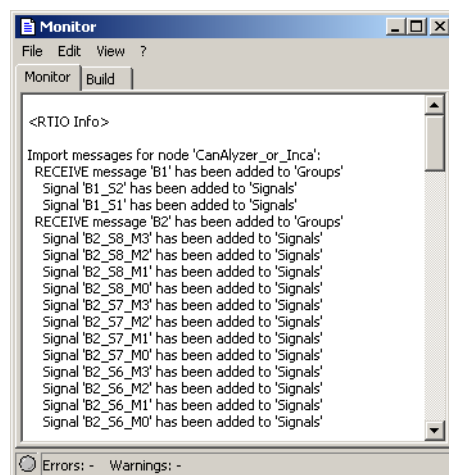 Monitor
File Edit View ?
Monitor Build
<RTIO Info>
Import messages for node 'CanAlyzer_or_Inca':
RECEIVE message 'B1' has been added to 'Groups'
Signal 'B1_S2' has been added to 'Signals'
Signal 'B1_S1' has been added to 'Signals'
RECEIVE message 'B2' has been added to 'Groups'
Signal 'B2_S8_M3' has been added to 'Signals'
Signal 'B2_S8_M2' has been added to 'Signals'
Signal 'B2_S8_M1' has been added to 'Signals'
Signal 'B2_S8_M0' has been added to 'Signals'
Signal 'B2_S7_M3' has been added to 'Signals'
Signal 'B2_S7_M2' has been added to 'Signals'
Signal 'B2_S7_M1' has been added to 'Signals'
Signal 'B2_S7_M0' has been added to 'Signals'
Signal 'B2_S6_M3' has been added to 'Signals'
Signal 'B2_S6_M2' has been added to 'Signals'
Signal 'B2_S6_M1' has been added to 'Signals'
Signal 'B2_S6_M0' has been added to 'Signals'
Errors: - Warnings: -